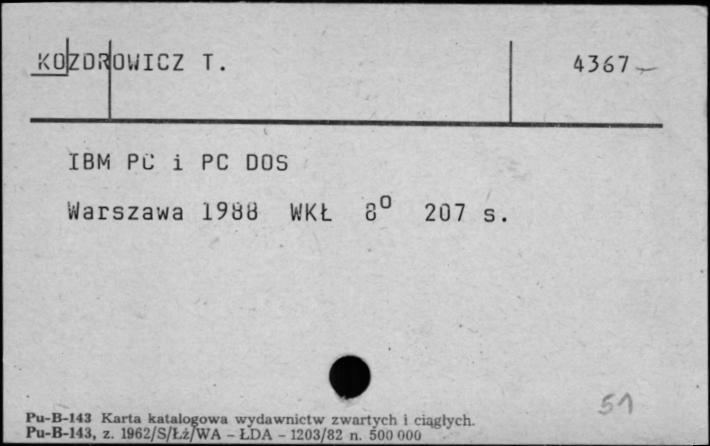 KOZDROWICZ T. 4367-
IBM PC i PC DOS
Warszawa 1988 WKŁ 8° 207 s.
51
Pu-B-143 Karta katalogowa wydawnictw zwartych i ciągłych.
Pu-B-143, z. 1962/S/Łż/WA - ŁDA - 1203/82 n. 500 000